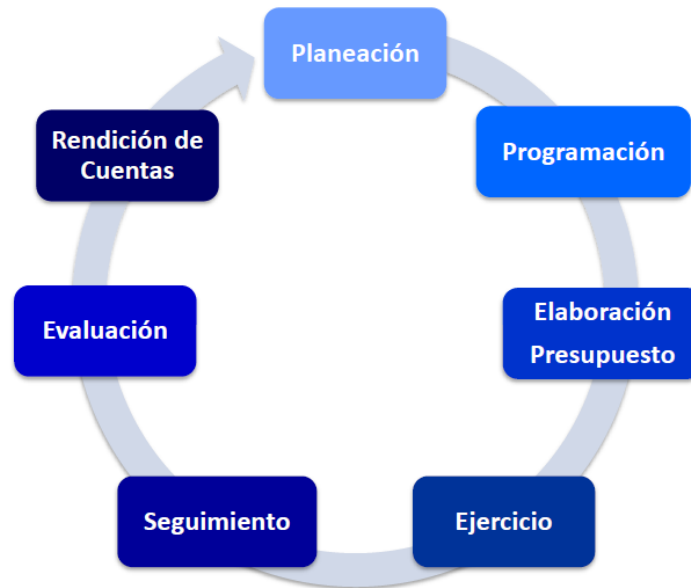 Planeación
Programación
Elaboración
Presupuesto
Ejercicio
Seguimiento
Evaluación
Rendición de
Cuentas